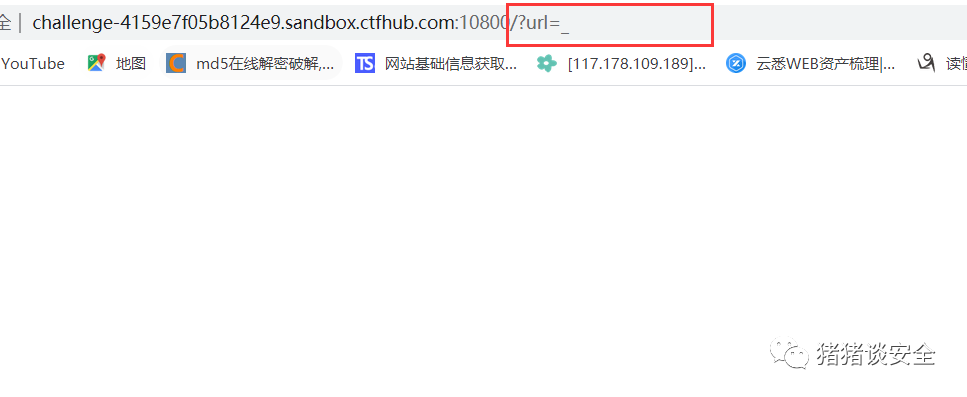 全 | challenge-4159e7f05b8124e9.sandbox.ctfhub.com:10800/?url=_
YouTube 地图 md5在线解密破解,... TS 网站基础信息获取... [117.178.109.189]... 云悉WEB资产梳理|...
猪猪谈安全